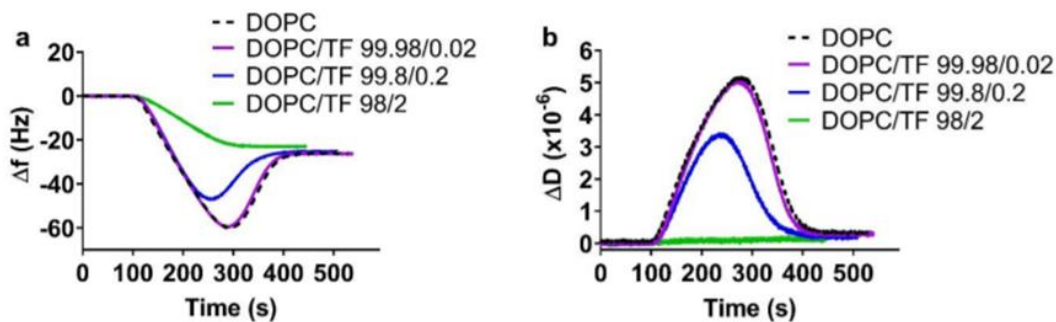 a
DOPC
DOPC/TF 99.98/0.02
DOPC/TF 99.8/0.2
DOPC/TF 98/2
20
0
-20
-40
-60
Δf (Hz)
0 100 200 300 400 500
Time (s)
b
DOPC
DOPC/TF 99.98/0.02
DOPC/TF 99.8/0.2
DOPC/TF 98/2
6
5
4
3
2
1
0
ΔD (x10⁻⁶)
0 100 200 300 400 500
Time (s)